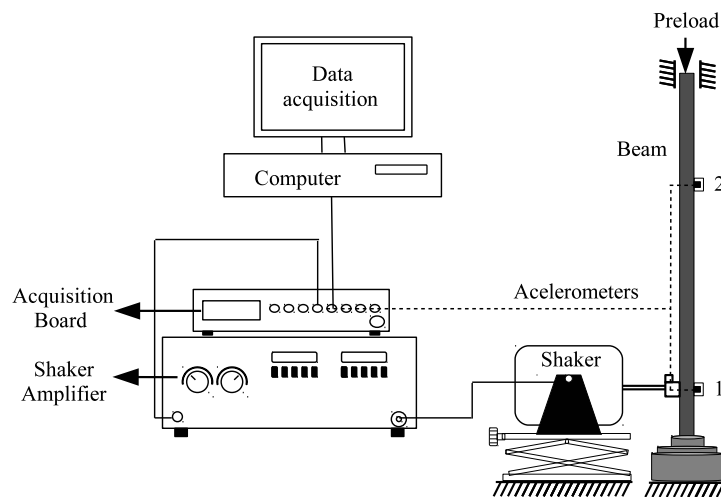 Preload
Data
acquisition
Beam
Computer
2
Acquisition
Board
Acelerometers
Shaker
Amplifier
Shaker
1